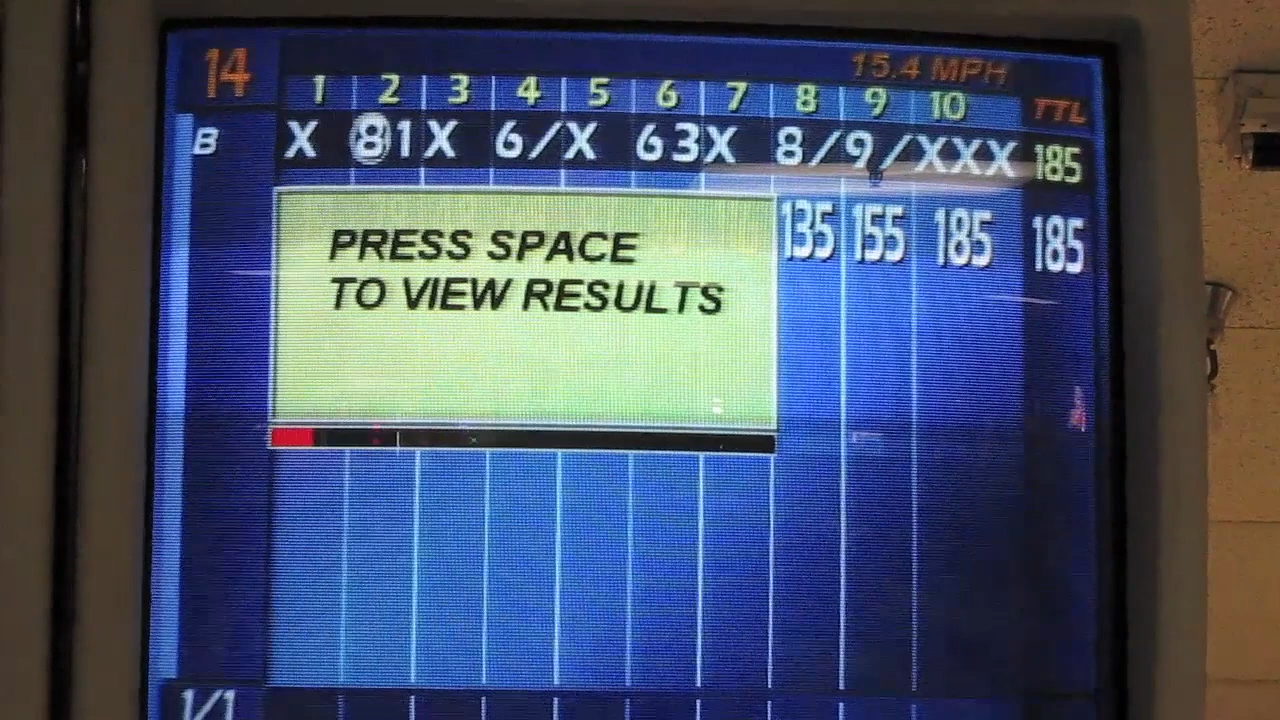 14 15.4 MPH
1 2 3 4 5 6 7 8 9 10 TTL
B X 8 1 X 6 / X 6 3 X 8 / 9 / X X X 185
135 155 185 185
PRESS SPACE
TO VIEW RESULTS
1/1